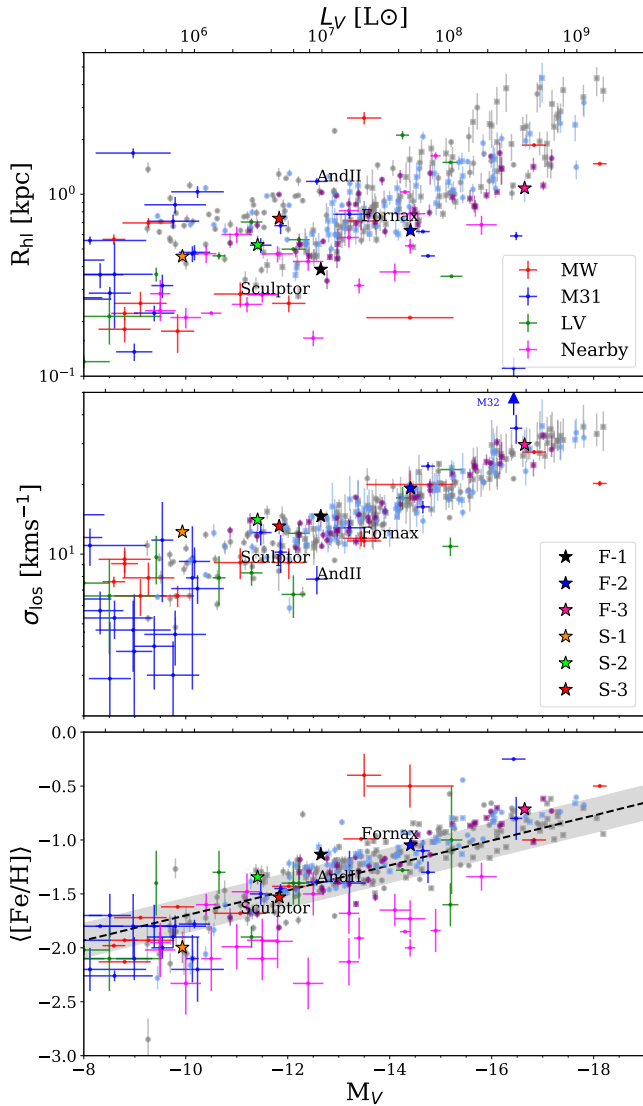 L_V [L⊙]
10^6 10^7 10^8 10^9
R_hl [kpc]
10^0
10^−1
AndII
Fornax
Sculptor
MW
M31
LV
Nearby
σ_los [kms^−1]
10^1
M32
Sculptor
Fornax
AndII
F-1
F-2
F-3
S-1
S-2
S-3
⟨[Fe/H]⟩
0.0
−0.5
−1.0
−1.5
−2.0
−2.5
−3.0
Fornax
AndII
Sculptor
−8 −10 −12 −14 −16 −18
M_V